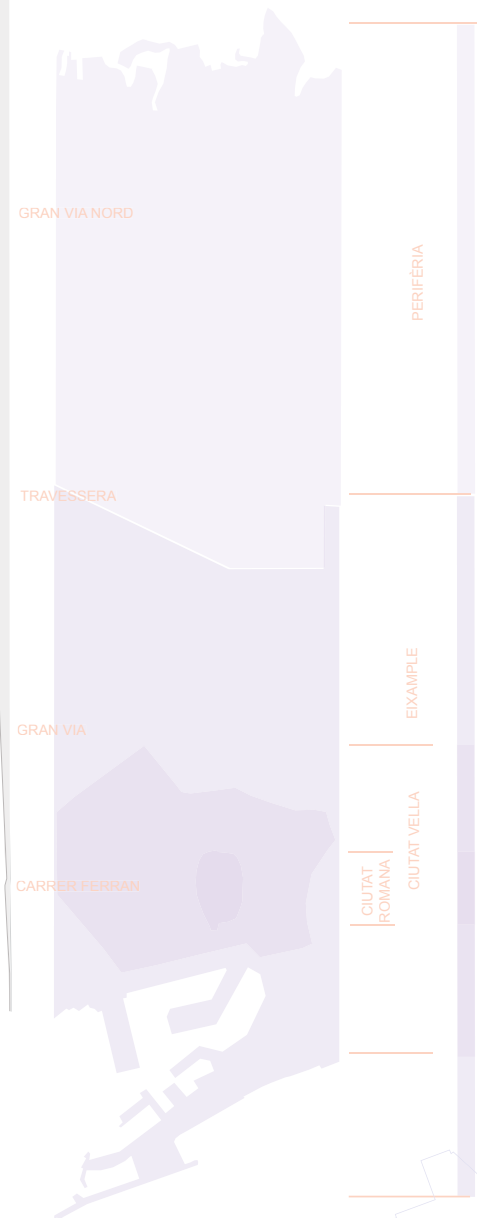 GRAN VIA NORD
PERIFÈRIA
TRAVESSERA
EIXAMPLE
GRAN VIA
CIUTAT VELLA
CARRER FERRAN
CIUTAT
ROMANA